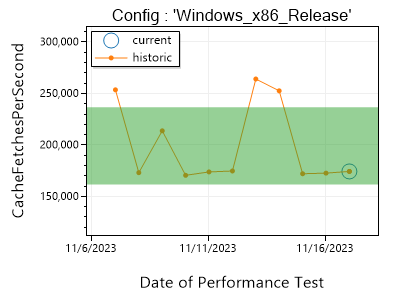 Config : 'Windows_x86_Release'
current
historic
CacheFetchesPerSecond
300,000
250,000
200,000
150,000
11/6/2023
11/11/2023
11/16/2023
Date of Performance Test